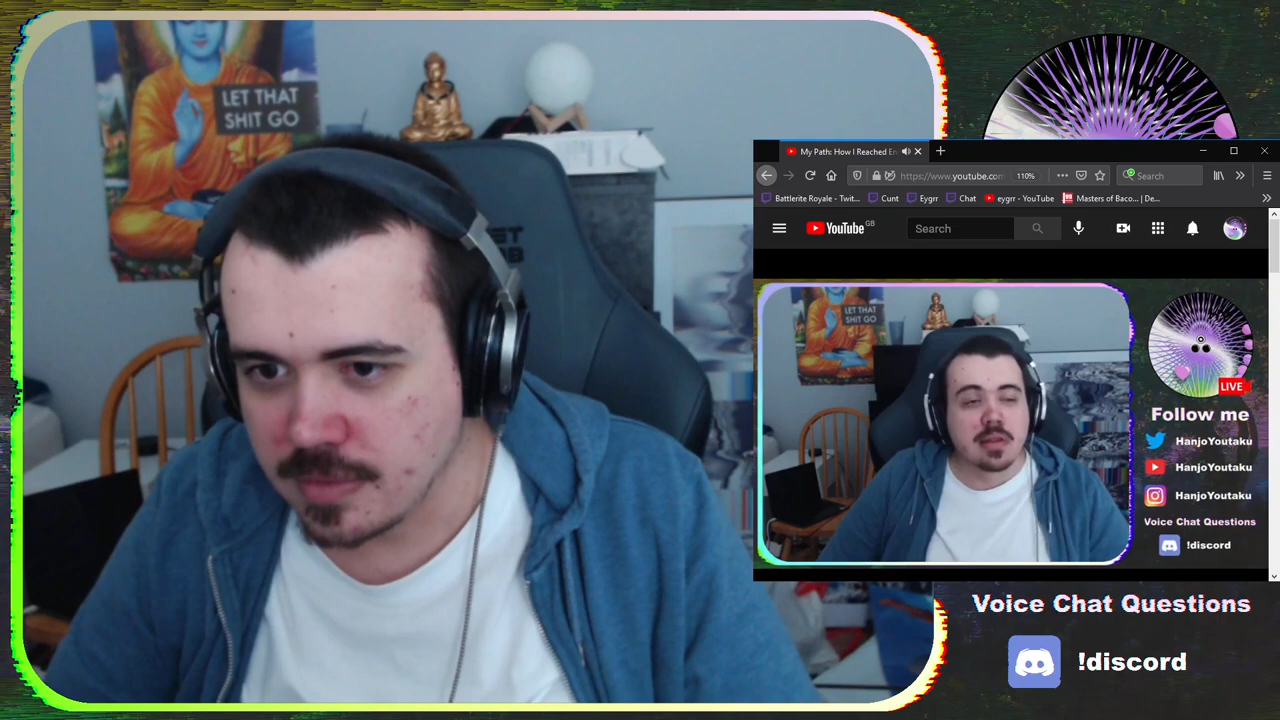 LET THAT
SHIT GO
My Path: How I Reached En
https://www.youtube.com
110%
Search
Battlerite Royale - Twit...
Cunt
Eygrr
Chat
eygrr - YouTube
Masters of Baco... | De...
YouTube GB
Search
LET THAT
SHIT GO
LIVE
Follow me
HanjoYoutaku
HanjoYoutaku
HanjoYoutaku
Voice Chat Questions
!discord
Voice Chat Questions
!discord